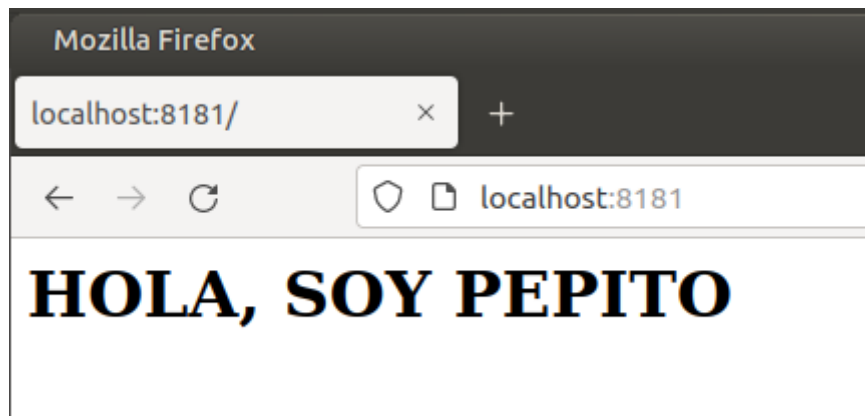 Mozilla Firefox
localhost:8181/
localhost:8181
HOLA, SOY PEPITO